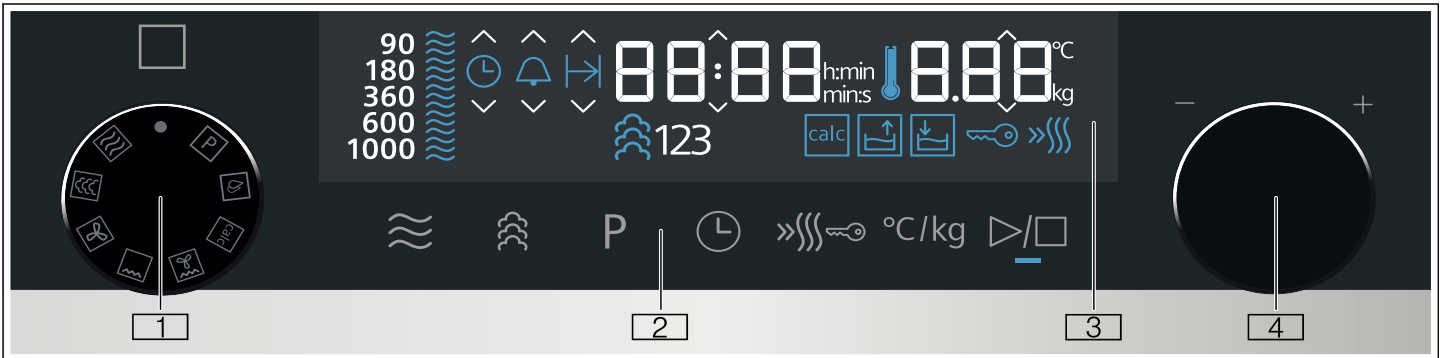 90
180
360
600
1000
88:88 h:min
min:s
8.88 °C
kg
123
calc
P
calc
P
°C/kg
− +
1
2
3
4